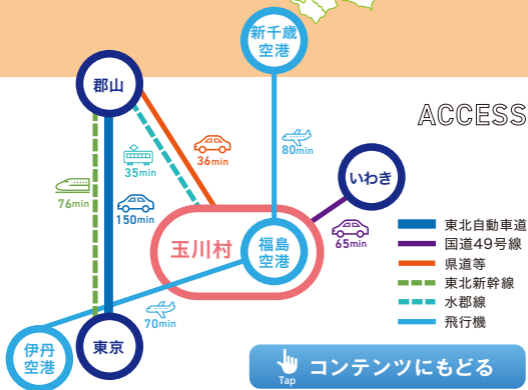 新千歳
空港
郡山
ACCESS
80min
36min
35min
いわき
76min
150min
玉川村
福島
空港
65min
東北自動車道
国道49号線
県道等
東北新幹線
水郡線
飛行機
70min
伊丹
空港
東京
Tap
コンテンツにもどる